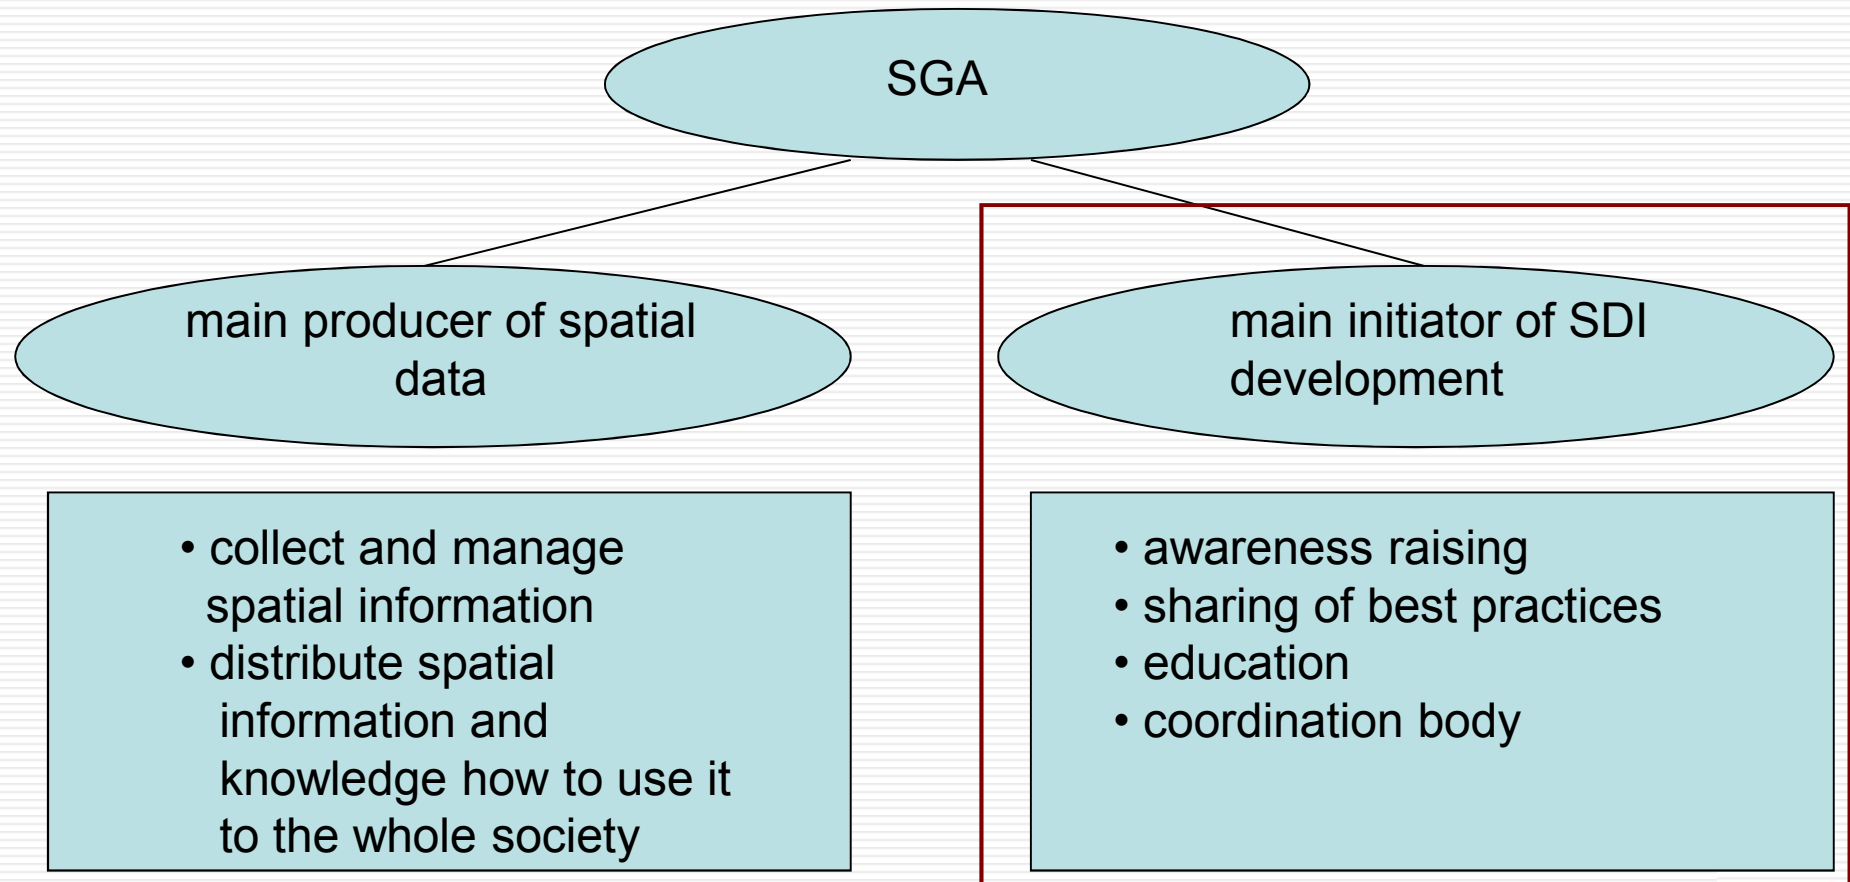 SGA
main producer of spatial
data
• collect and manage
spatial information
• distribute spatial
information and
knowledge how to use it
to the whole society
main initiator of SDI
development
• awareness raising
• sharing of best practices
• education
• coordination body